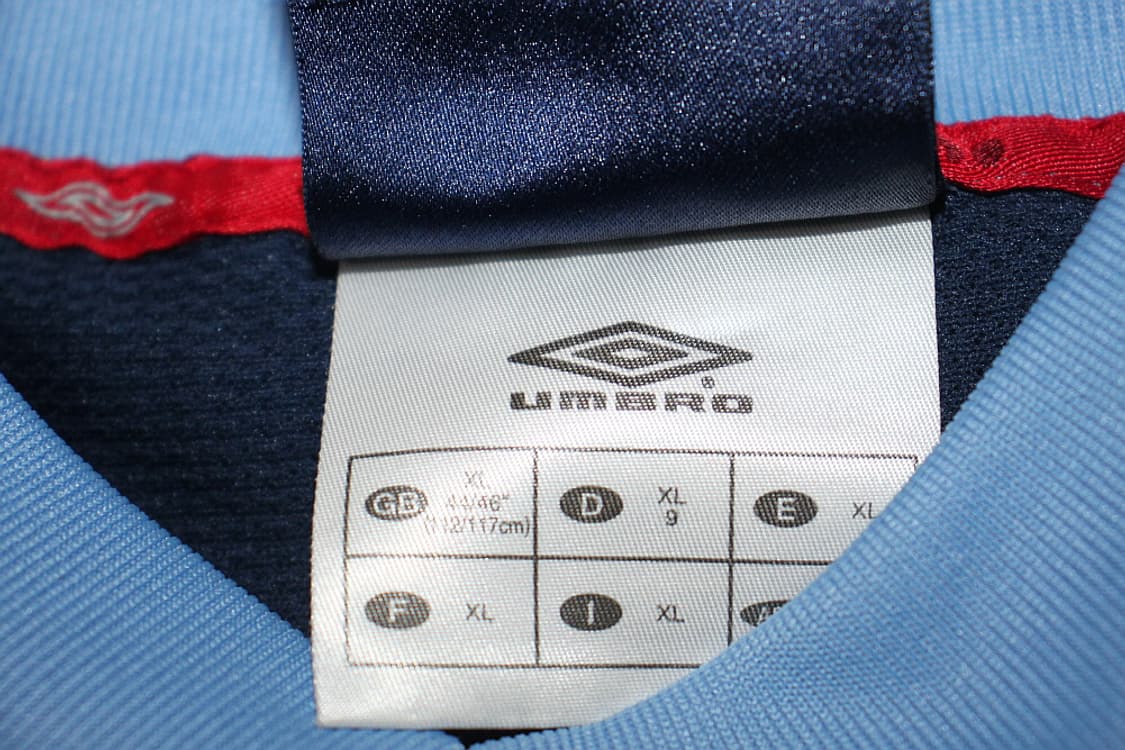 UMBRO®
GB XL
44/46"
(112/117cm)
D XL
9
E XL
F XL
I XL